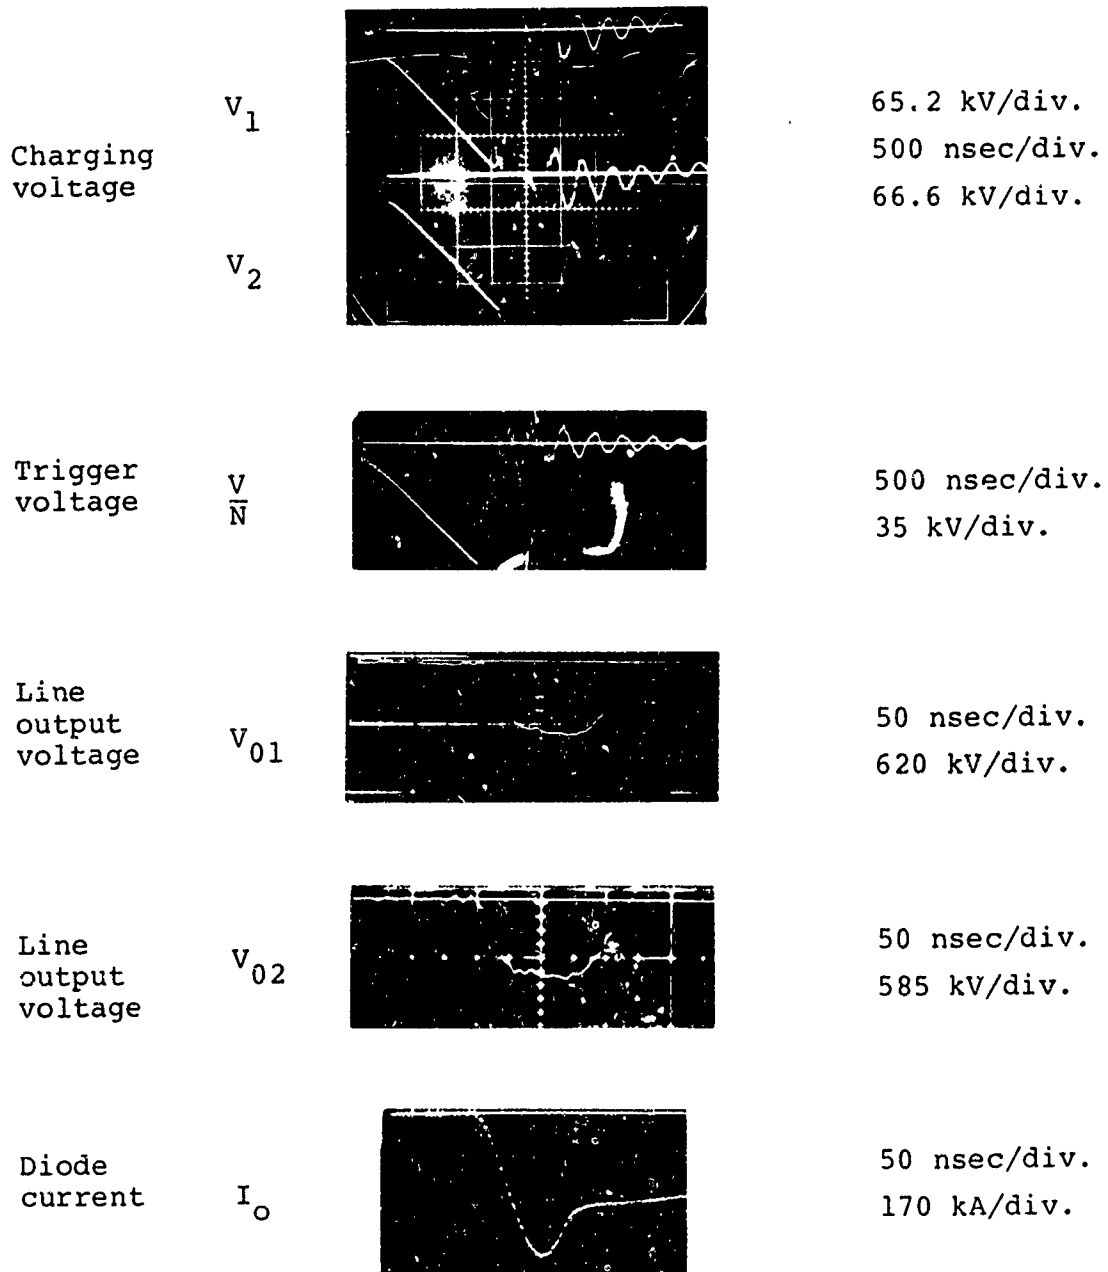 Charging
voltage
V1
V2
65.2 kV/div.
500 nsec/div.
66.6 kV/div.
Trigger
voltage
V
N
500 nsec/div.
35 kV/div.
Line
output
voltage
V01
50 nsec/div.
620 kV/div.
Line
output
voltage
V02
50 nsec/div.
585 kV/div.
Diode
current
Io
50 nsec/div.
170 kA/div.